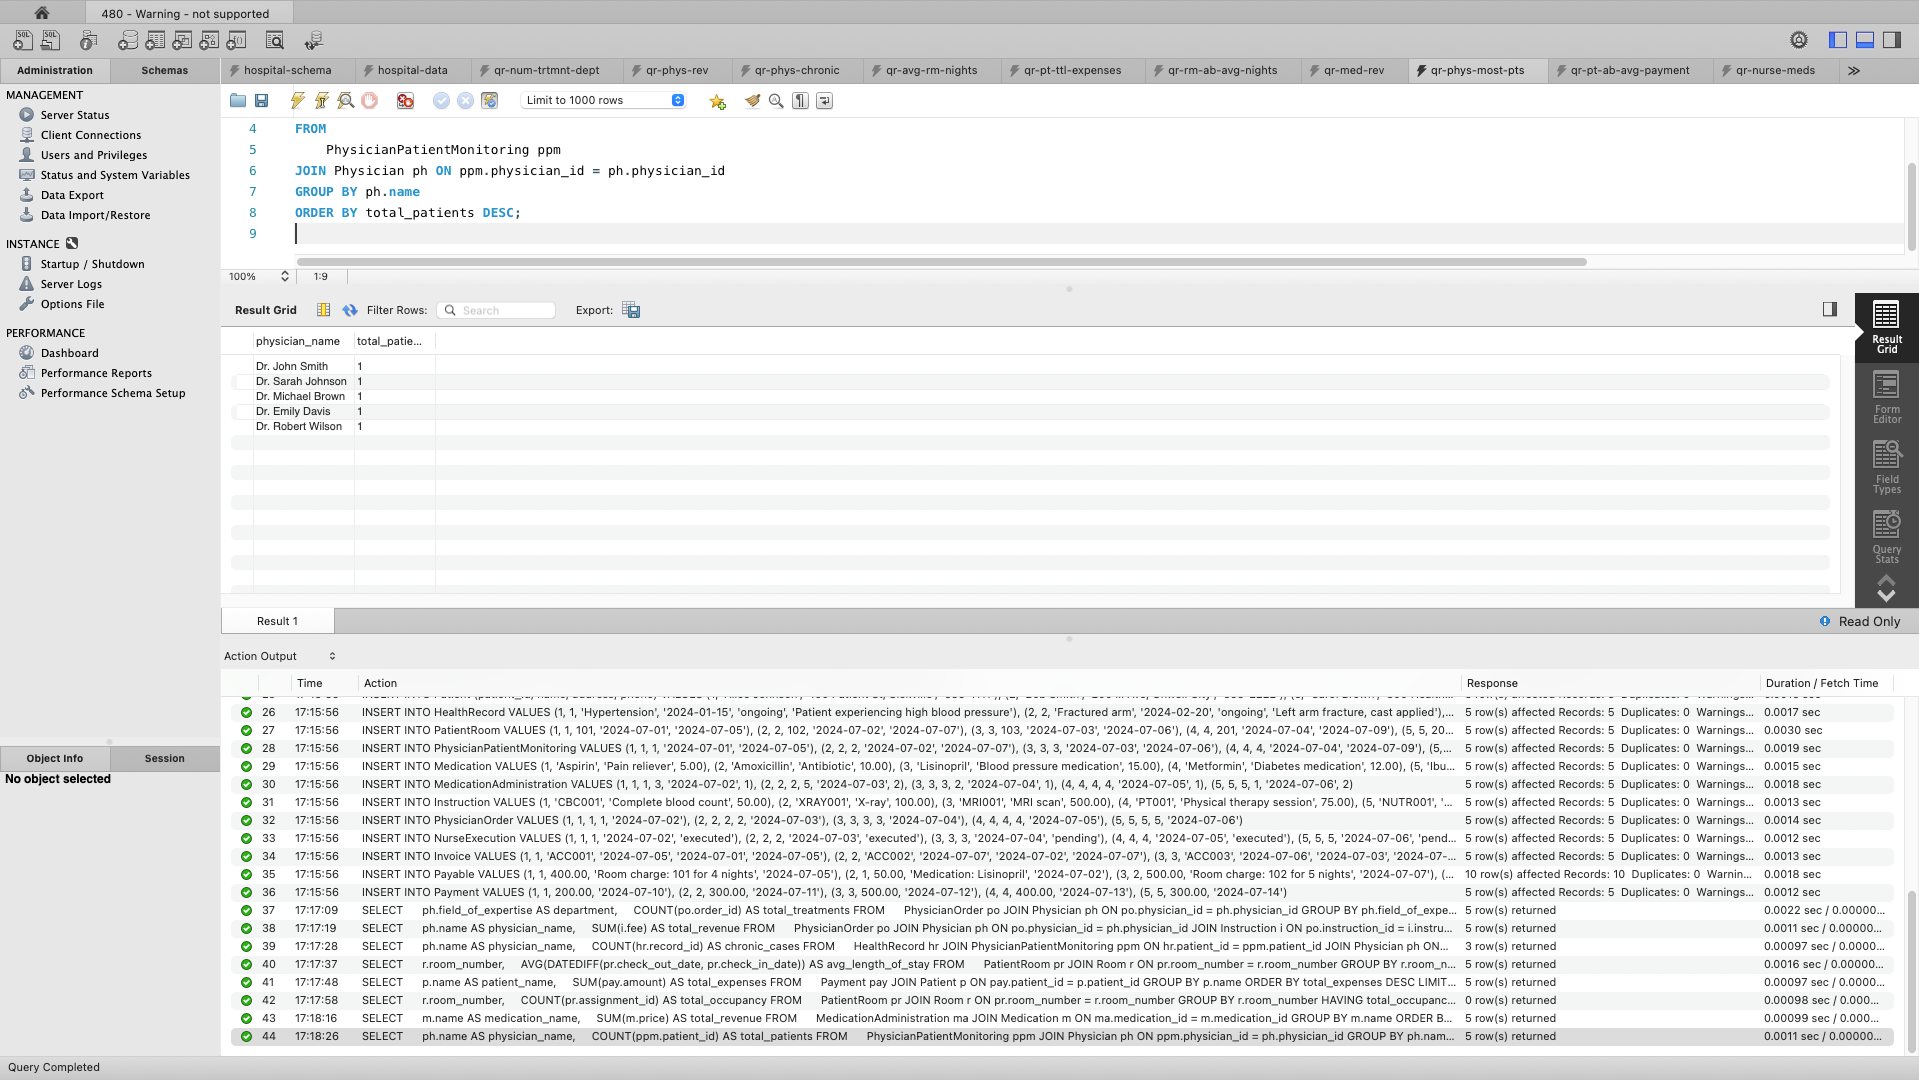 480 - Warning - not supported
Administration
Schemas
hospital-schema
hospital-data
qr-num-trtmnt-dept
qr-phys-rev
qr-phys-chronic
qr-avg-rm-nights
qr-pt-ttl-expenses
qr-rm-ab-avg-nights
qr-med-rev
qr-phys-most-pts
qr-pt-ab-avg-payment
qr-nurse-meds
MANAGEMENT
Server Status
Client Connections
Users and Privileges
Status and System Variables
Data Export
Data Import/Restore
INSTANCE
Startup / Shutdown
Server Logs
Options File
PERFORMANCE
Dashboard
Performance Reports
Performance Schema Setup
Limit to 1000 rows
4 FROM
5 PhysicianPatientMonitoring ppm
6 JOIN Physician ph ON ppm.physician_id = ph.physician_id
7 GROUP BY ph.name
8 ORDER BY total_patients DESC;
9
100% 1:9
Result Grid Filter Rows: Search Export:
physician_name total_patie...
Dr. John Smith 1
Dr. Sarah Johnson 1
Dr. Michael Brown 1
Dr. Emily Davis 1
Dr. Robert Wilson 1
Result
Grid
Form
Editor
Field
Types
Query
Stats
Result 1
Read Only
Action Output
Time Action Response Duration / Fetch Time
26 17:15:56 INSERT INTO HealthRecord VALUES (1, 1, 'Hypertension', '2024-01-15', 'ongoing', 'Patient experiencing high blood pressure'), (2, 2, 'Fractured arm', '2024-02-20', 'ongoing', 'Left arm fracture, cast applied'),... 5 row(s) affected Records: 5 Duplicates: 0 Warnings... 0.0017 sec
27 17:15:56 INSERT INTO PatientRoom VALUES (1, 1, 101, '2024-07-01', '2024-07-05'), (2, 2, 102, '2024-07-02', '2024-07-07'), (3, 3, 103, '2024-07-03', '2024-07-06'), (4, 4, 201, '2024-07-04', '2024-07-09'), (5, 5, 20... 5 row(s) affected Records: 5 Duplicates: 0 Warnings... 0.0030 sec
28 17:15:56 INSERT INTO PhysicianPatientMonitoring VALUES (1, 1, 1, '2024-07-01', '2024-07-05'), (2, 2, 2, '2024-07-02', '2024-07-07'), (3, 3, 3, '2024-07-03', '2024-07-06'), (4, 4, 4, '2024-07-04', '2024-07-09'), (5,... 5 row(s) affected Records: 5 Duplicates: 0 Warnings... 0.0019 sec
29 17:15:56 INSERT INTO Medication VALUES (1, 'Aspirin', 'Pain reliever', 5.00), (2, 'Amoxicillin', 'Antibiotic', 10.00), (3, 'Lisinopril', 'Blood pressure medication', 15.00), (4, 'Metformin', 'Diabetes medication', 12.00), (5, 'Ibu... 5 row(s) affected Records: 5 Duplicates: 0 Warnings... 0.0015 sec
30 17:15:56 INSERT INTO MedicationAdministration VALUES (1, 1, 1, 3, '2024-07-02', 1), (2, 2, 2, 5, '2024-07-03', 2), (3, 3, 3, 2, '2024-07-04', 1), (4, 4, 4, 4, '2024-07-05', 1), (5, 5, 5, 1, '2024-07-06', 2) 5 row(s) affected Records: 5 Duplicates: 0 Warnings... 0.0018 sec
31 17:15:56 INSERT INTO Instruction VALUES (1, 'CBC001', 'Complete blood count', 50.00), (2, 'XRAY001', 'X-ray', 100.00), (3, 'MRI001', 'MRI scan', 500.00), (4, 'PT001', 'Physical therapy session', 75.00), (5, 'NUTR001', '... 5 row(s) affected Records: 5 Duplicates: 0 Warnings... 0.0013 sec
32 17:15:56 INSERT INTO PhysicianOrder VALUES (1, 1, 1, 1, '2024-07-02'), (2, 2, 2, 2, '2024-07-03'), (3, 3, 3, 3, '2024-07-04'), (4, 4, 4, 4, '2024-07-05'), (5, 5, 5, 5, '2024-07-06') 5 row(s) affected Records: 5 Duplicates: 0 Warnings... 0.0014 sec
33 17:15:56 INSERT INTO NurseExecution VALUES (1, 1, 1, '2024-07-02', 'executed'), (2, 2, 2, '2024-07-03', 'executed'), (3, 3, 3, '2024-07-04', 'pending'), (4, 4, 4, '2024-07-05', 'executed'), (5, 5, 5, '2024-07-06', 'pend... 5 row(s) affected Records: 5 Duplicates: 0 Warnings... 0.0012 sec
34 17:15:56 INSERT INTO Invoice VALUES (1, 1, 'ACC001', '2024-07-05', '2024-07-01', '2024-07-05'), (2, 2, 'ACC002', '2024-07-07', '2024-07-02', '2024-07-07'), (3, 3, 'ACC003', '2024-07-06', '2024-07-03', '2024-07-... 5 row(s) affected Records: 5 Duplicates: 0 Warnings... 0.0013 sec
35 17:15:56 INSERT INTO Payable VALUES (1, 1, 400.00, 'Room charge: 101 for 4 nights', '2024-07-05'), (2, 1, 50.00, 'Medication: Lisinopril', '2024-07-02'), (3, 2, 500.00, 'Room charge: 102 for 5 nights', '2024-07-07'), (... 10 row(s) affected Records: 10 Duplicates: 0 Warnin... 0.0018 sec
36 17:15:56 INSERT INTO Payment VALUES (1, 1, 200.00, '2024-07-10'), (2, 2, 300.00, '2024-07-11'), (3, 3, 500.00, '2024-07-12'), (4, 4, 400.00, '2024-07-13'), (5, 5, 300.00, '2024-07-14') 5 row(s) affected Records: 5 Duplicates: 0 Warnings... 0.0012 sec
37 17:17:09 SELECT ph.field_of_expertise AS department, COUNT(po.order_id) AS total_treatments FROM PhysicianOrder po JOIN Physician ph ON po.physician_id = ph.physician_id GROUP BY ph.field_of_expe... 5 row(s) returned 0.0022 sec / 0.00000...
38 17:17:19 SELECT ph.name AS physician_name, SUM(i.fee) AS total_revenue FROM PhysicianOrder po JOIN Physician ph ON po.physician_id = ph.physician_id JOIN Instruction i ON po.instruction_id = i.instru... 5 row(s) returned 0.0011 sec / 0.00000...
39 17:17:28 SELECT ph.name AS physician_name, COUNT(hr.record_id) AS chronic_cases FROM HealthRecord hr JOIN PhysicianPatientMonitoring ppm ON hr.patient_id = ppm.patient_id JOIN Physician ph ON... 3 row(s) returned 0.00097 sec / 0.0000...
40 17:17:37 SELECT r.room_number, AVG(DATEDIFF(pr.check_out_date, pr.check_in_date)) AS avg_length_of_stay FROM PatientRoom pr JOIN Room r ON pr.room_number = r.room_number GROUP BY r.room_n... 5 row(s) returned 0.0016 sec / 0.00000...
41 17:17:48 SELECT p.name AS patient_name, SUM(pay.amount) AS total_expenses FROM Payment pay JOIN Patient p ON pay.patient_id = p.patient_id GROUP BY p.name ORDER BY total_expenses DESC LIMIT... 5 row(s) returned 0.00097 sec / 0.0000...
42 17:17:58 SELECT r.room_number, COUNT(pr.assignment_id) AS total_occupancy FROM PatientRoom pr JOIN Room r ON pr.room_number = r.room_number GROUP BY r.room_number HAVING total_occupanc... 0 row(s) returned 0.00098 sec / 0.000...
43 17:18:16 SELECT m.name AS medication_name, SUM(m.price) AS total_revenue FROM MedicationAdministration ma JOIN Medication m ON ma.medication_id = m.medication_id GROUP BY m.name ORDER B... 5 row(s) returned 0.00099 sec / 0.000...
44 17:18:26 SELECT ph.name AS physician_name, COUNT(ppm.patient_id) AS total_patients FROM PhysicianPatientMonitoring ppm JOIN Physician ph ON ppm.physician_id = ph.physician_id GROUP BY ph.nam... 5 row(s) returned 0.0011 sec / 0.00000...
Object Info
Session
No object selected
Query Completed